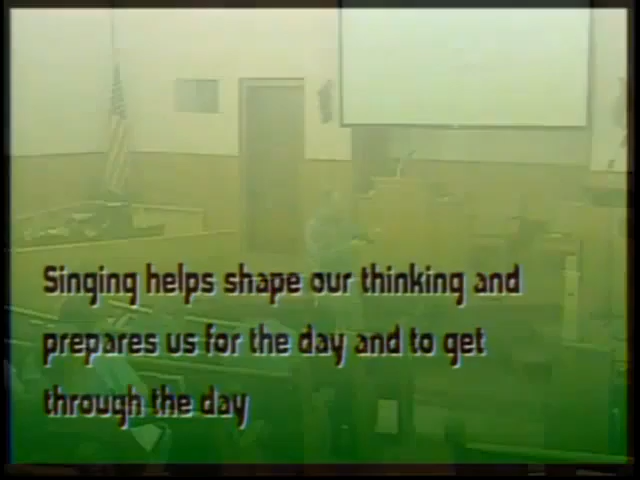 Singing helps shape our thinking and
prepares us for the day and to get
through the day